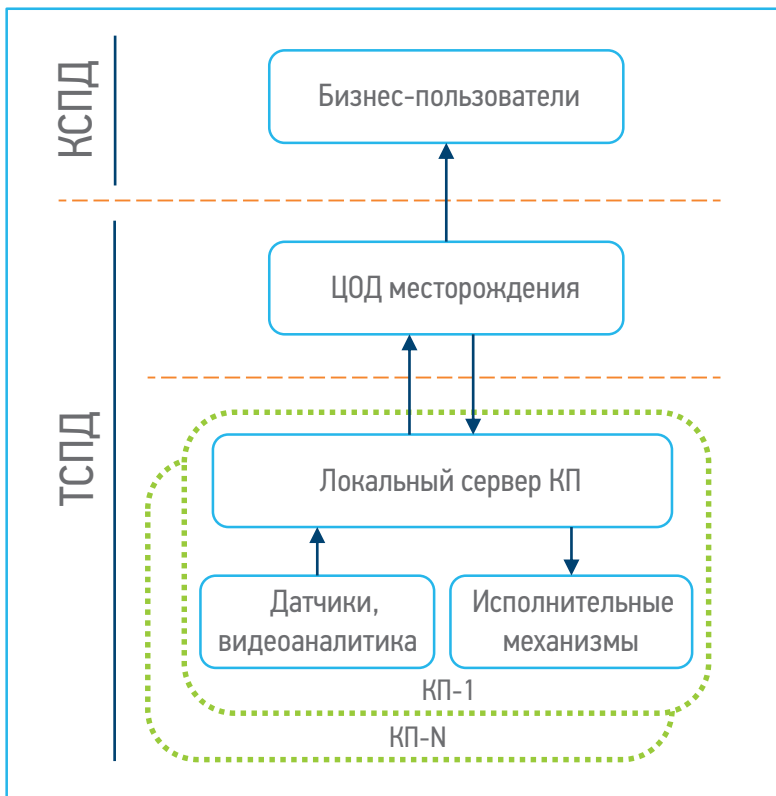 КСПД
Бизнес-пользователи
ТСПД
ЦОД месторождения
Локальный сервер КП
Датчики,
видеоаналитика
Исполнительные
механизмы
КП-1
КП-N